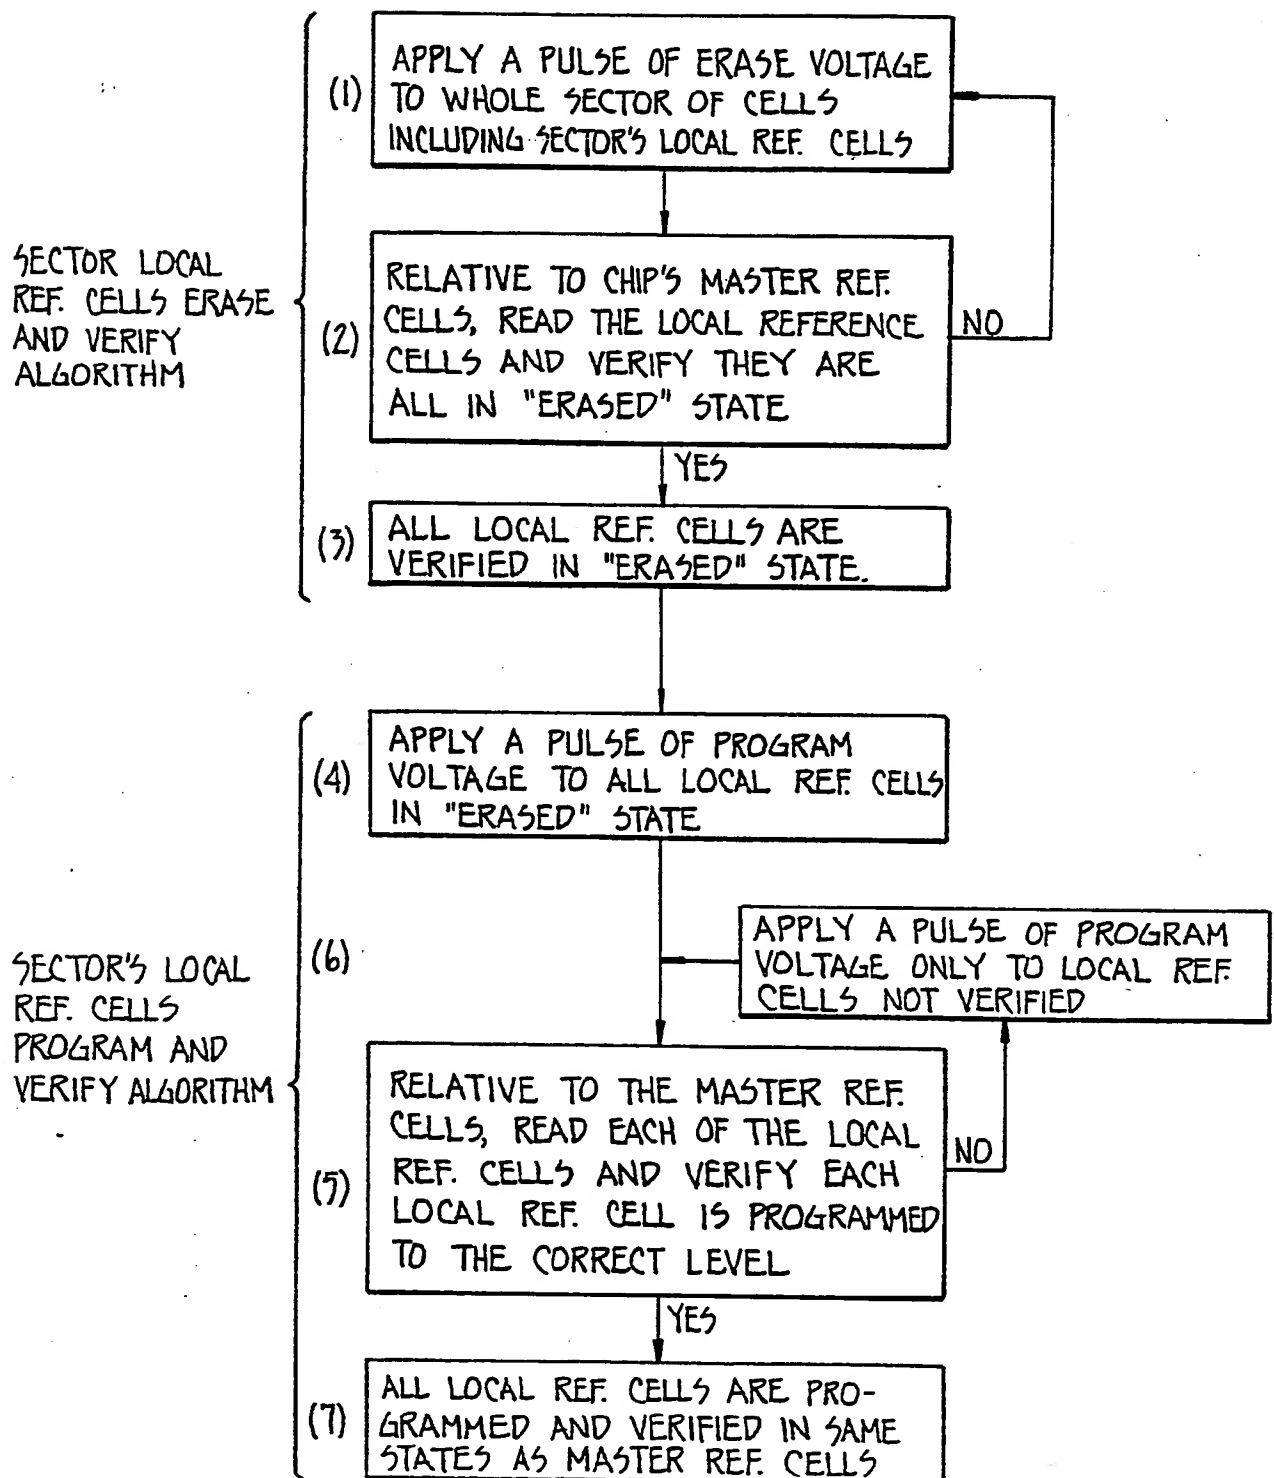 (1)
APPLY A PULSE OF ERASE VOLTAGE
TO WHOLE SECTOR OF CELLS
INCLUDING SECTOR'S LOCAL REF. CELLS
SECTOR LOCAL
REF. CELLS ERASE
AND VERIFY
ALGORITHM
(2)
RELATIVE TO CHIP'S MASTER REF.
CELLS, READ THE LOCAL REFERENCE
CELLS AND VERIFY THEY ARE
ALL IN "ERASED" STATE
NO
YES
(3)
ALL LOCAL REF. CELLS ARE
VERIFIED IN "ERASED" STATE.
(4)
APPLY A PULSE OF PROGRAM
VOLTAGE TO ALL LOCAL REF. CELLS
IN "ERASED" STATE
(6)
APPLY A PULSE OF PROGRAM
VOLTAGE ONLY TO LOCAL REF.
CELLS NOT VERIFIED
SECTOR'S LOCAL
REF. CELLS
PROGRAM AND
VERIFY ALGORITHM
(5)
RELATIVE TO THE MASTER REF.
CELLS, READ EACH OF THE LOCAL
REF. CELLS AND VERIFY EACH
LOCAL REF. CELL IS PROGRAMMED
TO THE CORRECT LEVEL
NO
YES
(7)
ALL LOCAL REF. CELLS ARE PRO-
GRAMMED AND VERIFIED IN SAME
STATES AS MASTER REF. CELLS